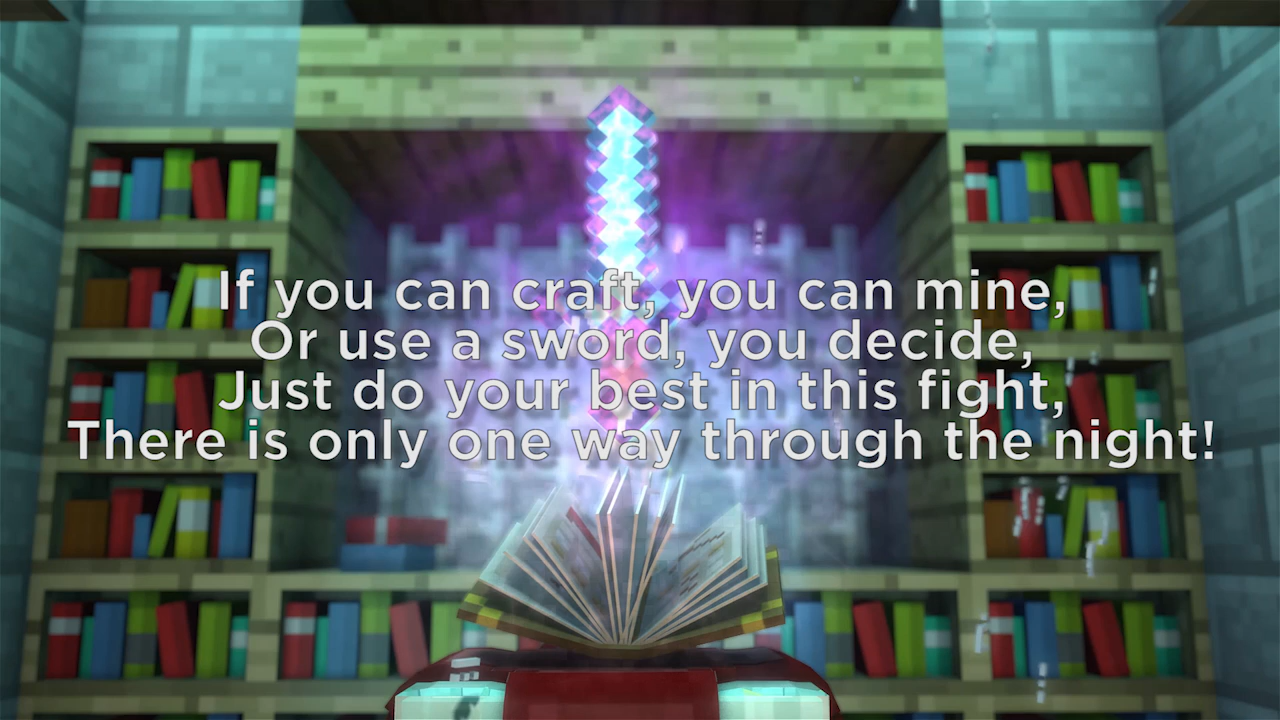 If you can craft, you can mine,
Or use a sword, you decide,
Just do your best in this fight,
There is only one way through the night!